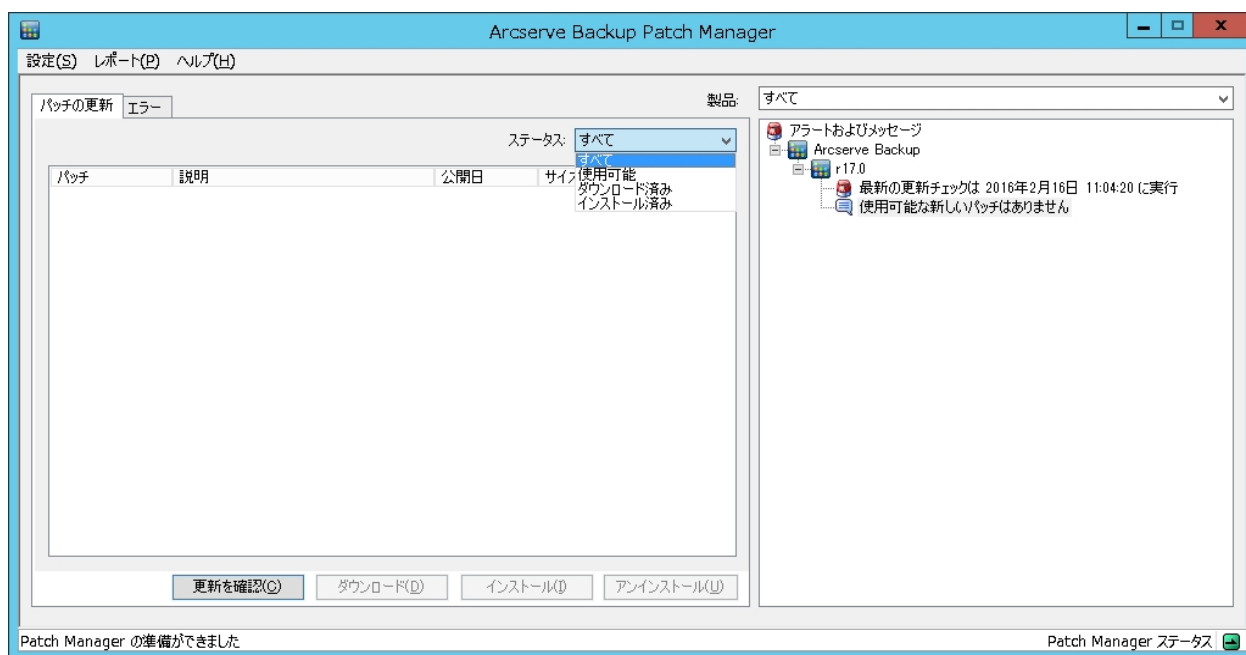 Arcserve Backup Patch Manager
設定(S) レポート(P) ヘルプ(H)
パッチの更新 エラー
製品: すべて
ステータス: すべて
すべて
使用可能
ダウンロード済み
インストール済み
パッチ 説明 公開日 サイズ
アラートおよびメッセージ
Arcserve Backup
r17.0
最新の更新チェックは 2016年2月16日 11:04:20 に実行
使用可能な新しいパッチはありません
更新を確認(C) ダウンロード(D) インストール(I) アンインストール(U)
Patch Manager の準備ができました
Patch Manager ステータス